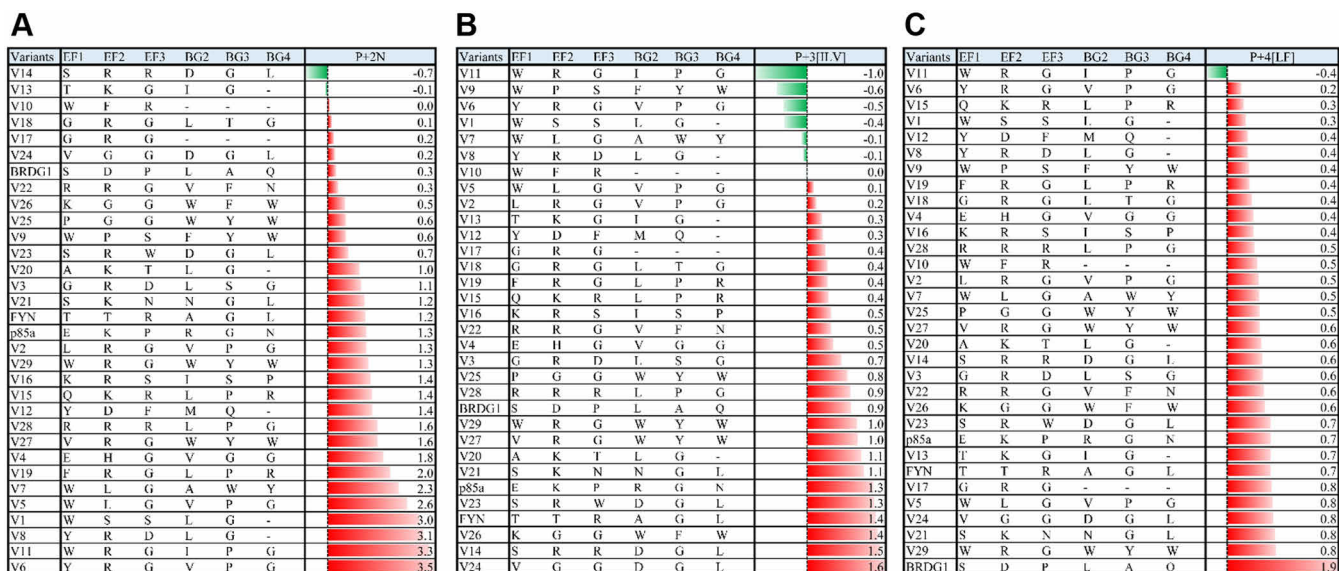 A
Variants EF1 EF2 EF3 BG2 BG3 BG4 P+2N
V14 S R R D G L -0.7
V13 T K G I G - -0.1
V10 W F R - - - 0.0
V18 G R G L T G 0.1
V17 G R G - - - 0.2
V24 V G G D G L 0.2
BRDG1 S D P L A Q 0.3
V22 R R G V F N 0.3
V26 K G G W F W 0.5
V25 P G G W Y W 0.6
V9 W P S F Y W 0.6
V23 S R W D G L 0.7
V20 A K T L G - 1.0
V3 G R D L S G 1.1
V21 S K N N G L 1.2
FYN T T R A G L 1.2
p85a E K P R G N 1.3
V2 L R G V P G 1.3
V29 W R G W Y W 1.3
V16 K R S I S P 1.4
V15 Q K R L P R 1.4
V12 Y D F M Q - 1.4
V28 R R R L P G 1.6
V27 V R G W Y W 1.6
V4 E H G V G G 1.8
V19 F R G L P R 2.0
V7 W L G A W Y 2.3
V5 W L G V P G 2.6
V1 W S S L G - 3.0
V8 Y R D L G - 3.1
V11 W R G I P G 3.3
V6 Y R G V P G 3.5
B
Variants EF1 EF2 EF3 BG2 BG3 BG4 P+3[ILV]
V11 W R G I P G -1.0
V9 W P S F Y W -0.6
V6 Y R G V P G -0.5
V1 W S S L G - -0.4
V7 W L G A W Y -0.1
V8 Y R D L G - -0.1
V10 W F R - - - 0.0
V5 W L G V P G 0.1
V2 L R G V P G 0.2
V13 T K G I G - 0.3
V12 Y D F M Q - 0.3
V17 G R G - - - 0.4
V18 G R G L T G 0.4
V19 F R G L P R 0.4
V15 Q K R L P R 0.4
V16 K R S I S P 0.5
V22 R R G V F N 0.5
V4 E H G V G G 0.5
V3 G R D L S G 0.7
V25 P G G W Y W 0.8
V28 R R R L P G 0.9
BRDG1 S D P L A Q 0.9
V29 W R G W Y W 1.0
V27 V R G W Y W 1.0
V20 A K T L G - 1.1
V21 S K N N G L 1.1
p85a E K P R G N 1.3
V23 S R W D G L 1.3
FYN T T R A G L 1.4
V26 K G G W F W 1.4
V14 S R R D G L 1.5
V24 V G G D G L 1.6
C
Variants EF1 EF2 EF3 BG2 BG3 BG4 P+4[LF]
V11 W R G I P G -0.4
V6 Y R G V P G 0.2
V15 Q K R L P R 0.3
V1 W S S L G - 0.3
V12 Y D F M Q - 0.4
V8 Y R D L G - 0.4
V9 W P S F Y W 0.4
V19 F R G L P R 0.4
V18 G R G L T G 0.4
V4 E H G V G G 0.4
V16 K R S I S P 0.4
V28 R R R L P G 0.5
V10 W F R - - - 0.5
V2 L R G V P G 0.5
V7 W L G A W Y 0.5
V25 P G G W Y W 0.5
V27 V R G W Y W 0.5
V20 A K T L G - 0.6
V14 S R R D G L 0.6
V3 G R D L S G 0.6
V22 R R G V F N 0.6
V26 K G G W F W 0.6
V23 S R W D G L 0.7
p85a E K P R G N 0.7
V13 T K G I G - 0.7
FYN T T R A G L 0.7
V17 G R G - - - 0.8
V5 W L G V P G 0.8
V24 V G G D G L 0.8
V21 S K N N G L 0.8
V29 W R G W Y W 0.8
BRDG1 S D P L A Q 1.9